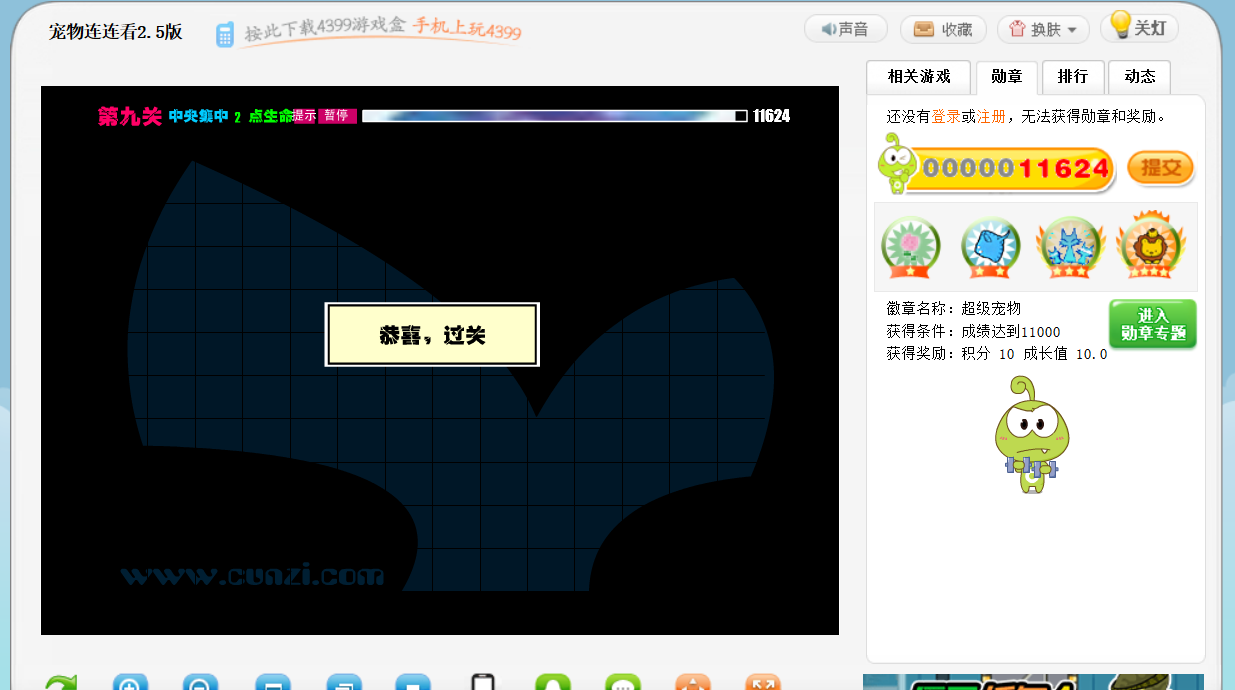 宠物连连看2.5版
按此下载4399游戏盒 手机上玩4399
声音
收藏
换肤
关灯
相关游戏
勋章
排行
动态
第九关 中央集中 2 点生命 提示 暂停 11624
还没有登录或注册，无法获得勋章和奖励。
0000011624
提交
恭喜，过关
徽章名称：超级宠物
获得条件：成绩达到11000
获得奖励：积分 10 成长值 10.0
进入
勋章专题
www.cunzi.com